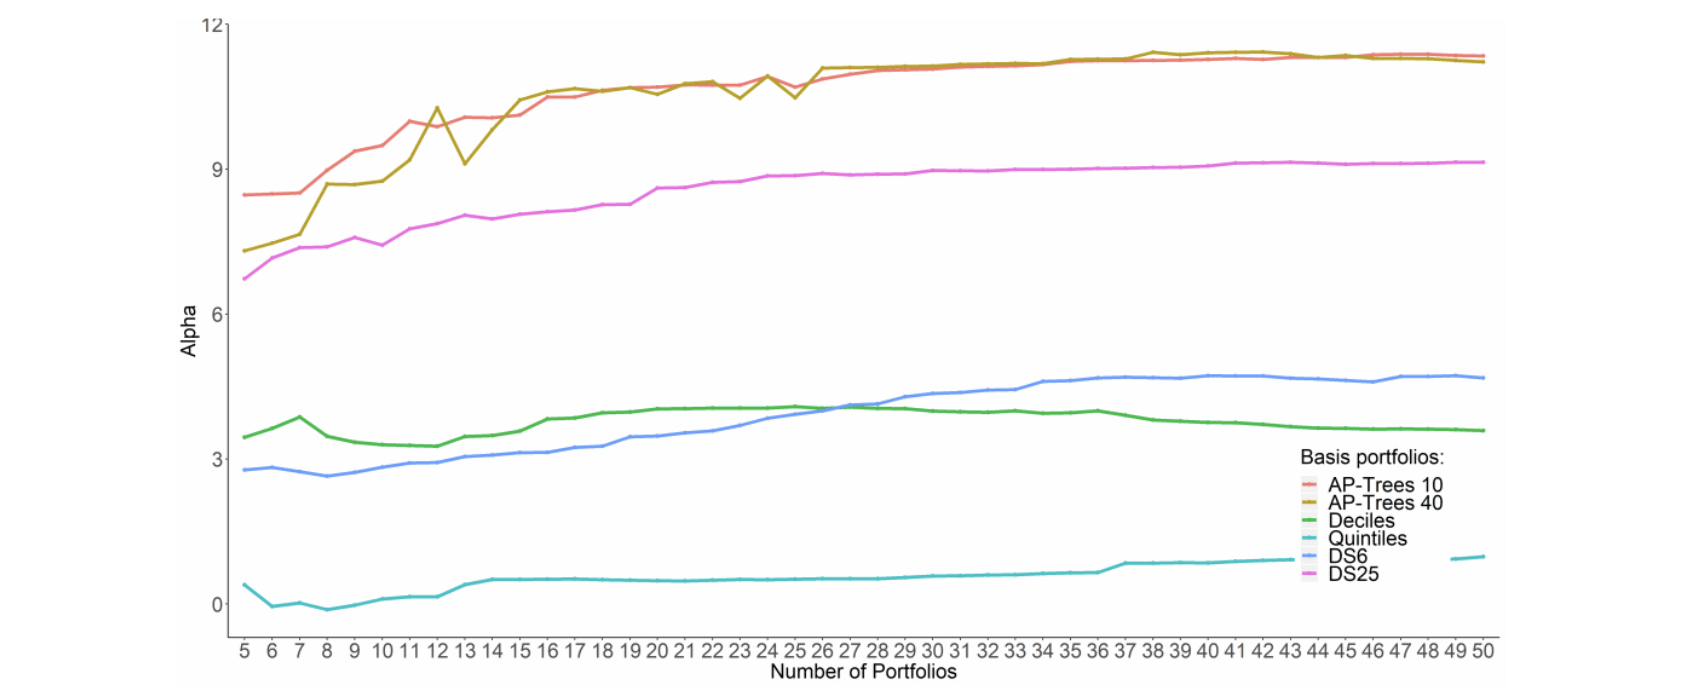 12
9
6
3
0
Alpha
5 6 7 8 9 10 11 12 13 14 15 16 17 18 19 20 21 22 23 24 25 26 27 28 29 30 31 32 33 34 35 36 37 38 39 40 41 42 43 44 45 46 47 48 49 50
Number of Portfolios
Basis portfolios:
AP-Trees 10
AP-Trees 40
Deciles
Quintiles
DS6
DS25